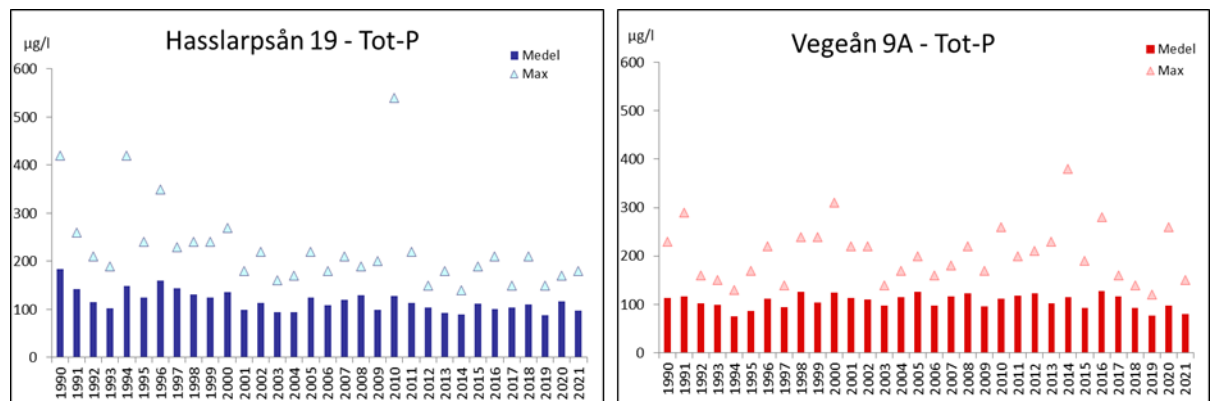 Hasslarpsån 19 - Tot-P
µg/l
Medel
Max
600
500
400
300
200
100
0
1990 1991 1992 1993 1994 1995 1996 1997 1998 1999 2000 2001 2002 2003 2004 2005 2006 2007 2008 2009 2010 2011 2012 2013 2014 2015 2016 2017 2018 2019 2020 2021
Vegeån 9A - Tot-P
µg/l
Medel
Max
600
500
400
300
200
100
0
1990 1991 1992 1993 1994 1995 1996 1997 1998 1999 2000 2001 2002 2003 2004 2005 2006 2007 2008 2009 2010 2011 2012 2013 2014 2015 2016 2017 2018 2019 2020 2021